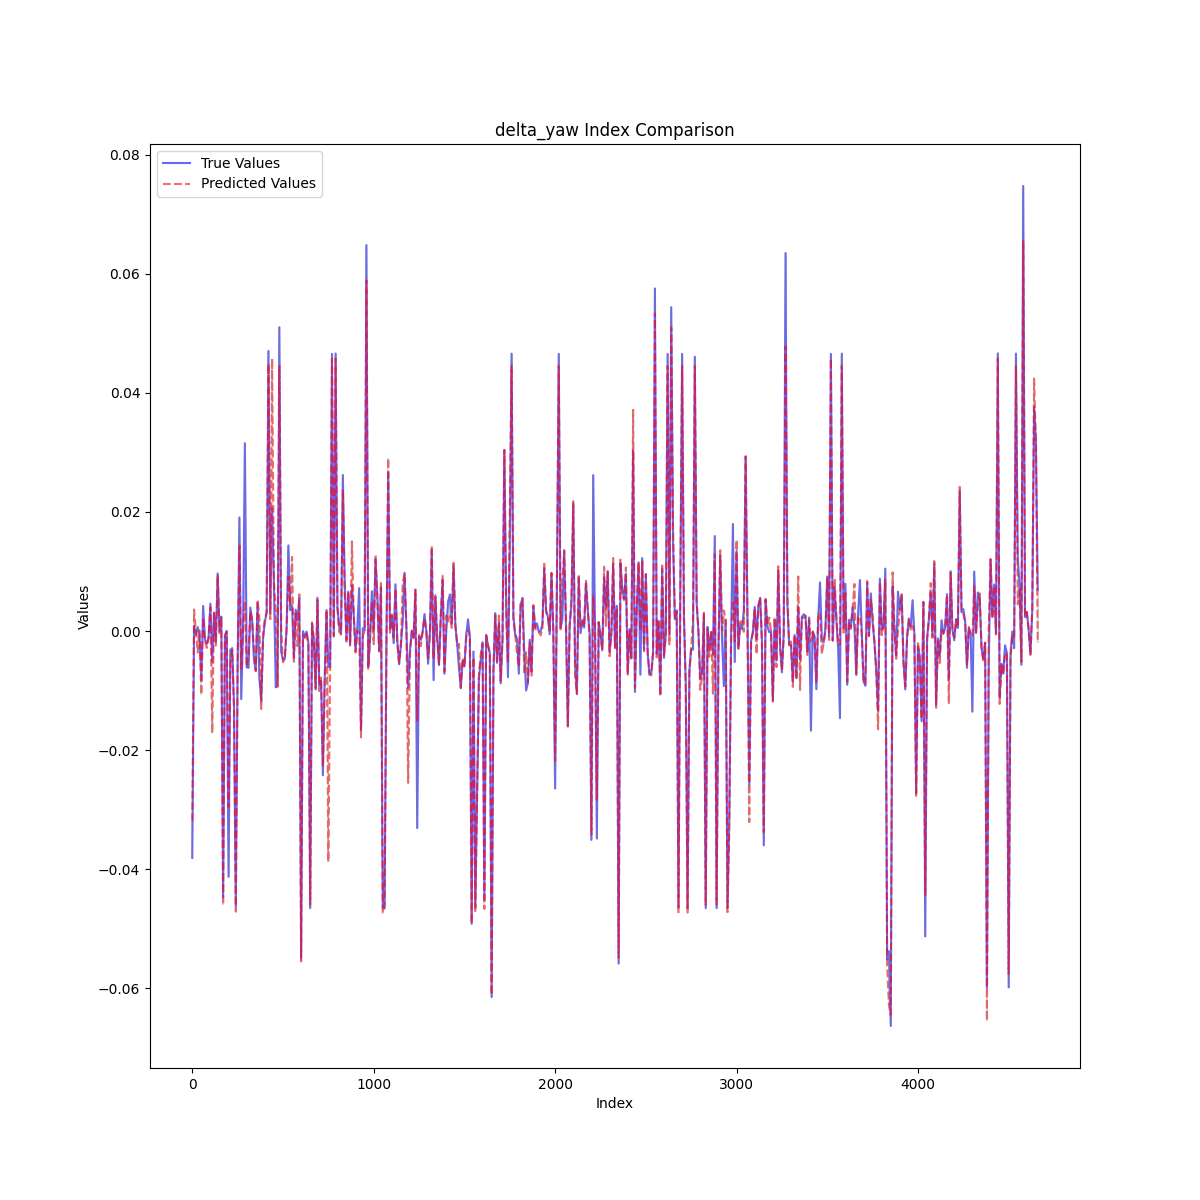 delta_yaw Index Comparison
True Values
Predicted Values
0.08
0.06
0.04
0.02
0.00
−0.02
−0.04
−0.06
Values
0 1000 2000 3000 4000
Index